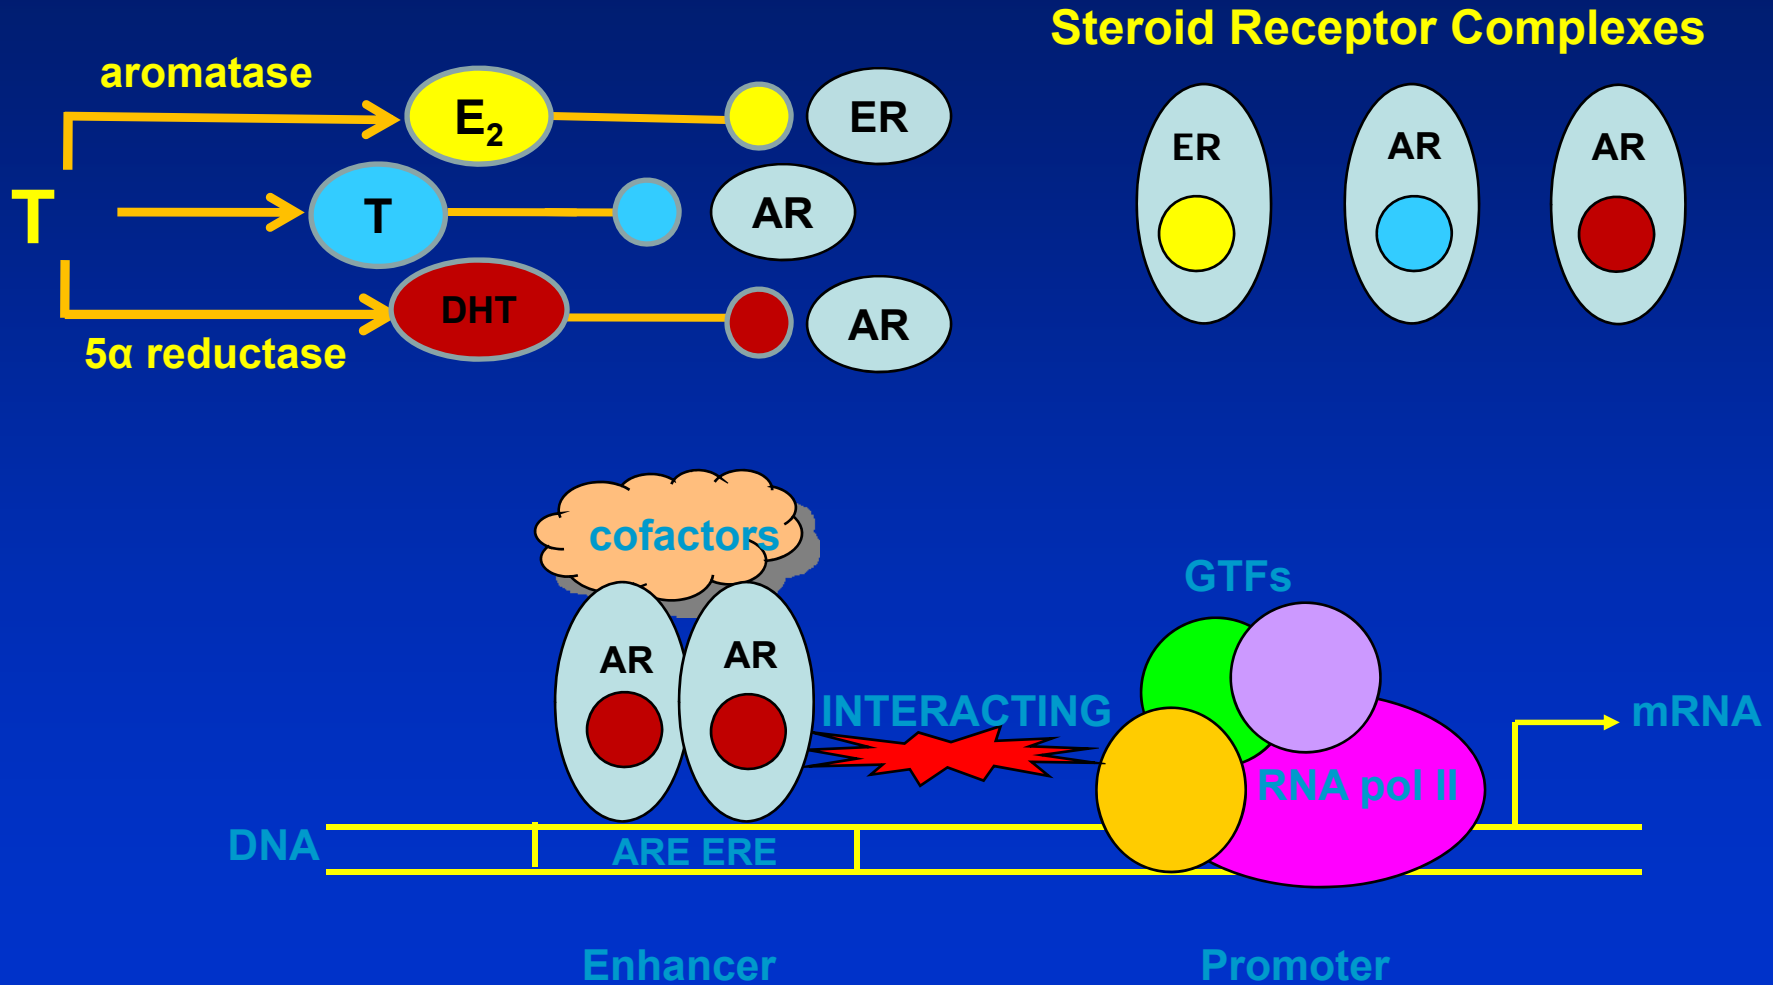 Steroid Receptor Complexes
aromatase
E₂
ER
T
T
AR
DHT
AR
5α reductase
ER
AR
AR
cofactors
AR
AR
INTERACTING
GTFs
RNA pol II
mRNA
DNA
ARE ERE
Enhancer
Promoter